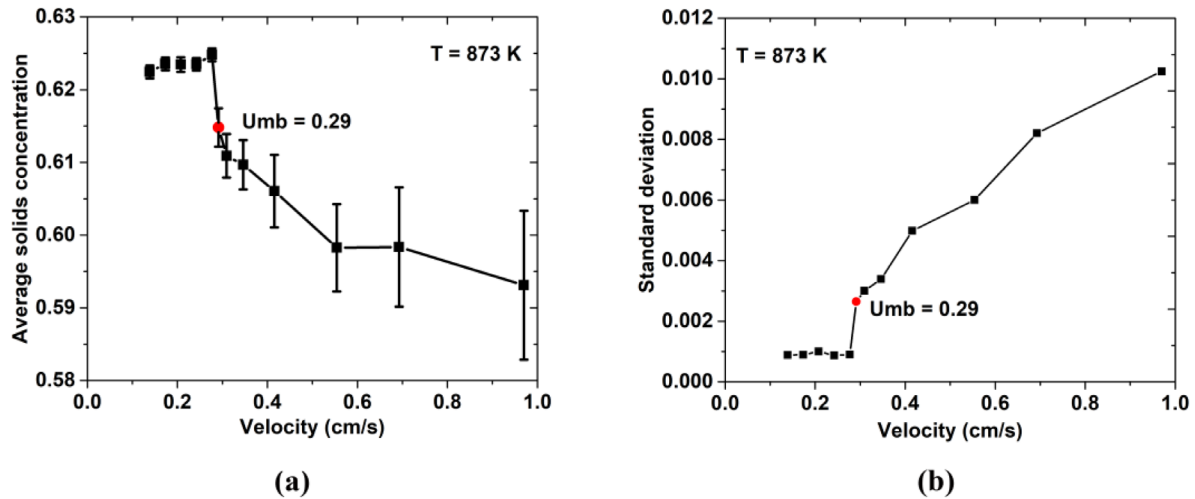 0.63
0.62
0.61
0.60
0.59
0.58
Average solids concentration
T = 873 K
Umb = 0.29
0.0 0.2 0.4 0.6 0.8 1.0
Velocity (cm/s)
(a)
0.012
0.010
0.008
0.006
0.004
0.002
0.000
Standard deviation
T = 873 K
Umb = 0.29
0.0 0.2 0.4 0.6 0.8 1.0
Velocity (cm/s)
(b)